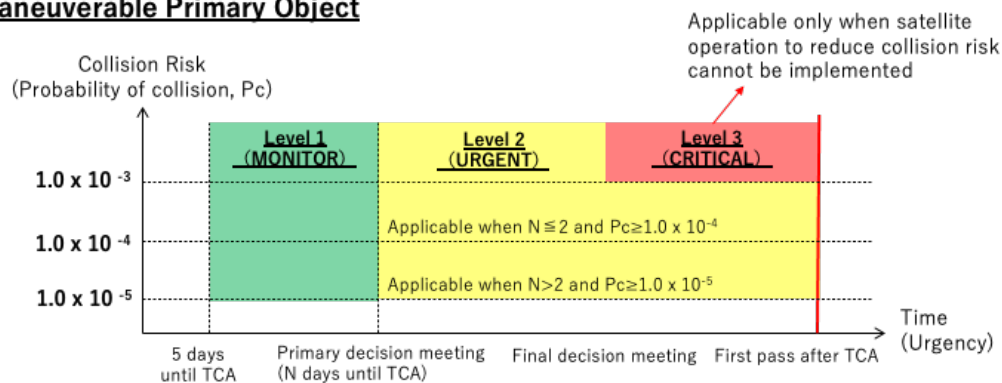 aneuverable Primary Object
Applicable only when satellite
operation to reduce collision risk
cannot be implemented
Collision Risk
(Probability of collision, Pc)
Level 1
(MONITOR)
Level 2
(URGENT)
Level 3
(CRITICAL)
1.0 x 10 -3
Applicable when N≦2 and Pc≥1.0 x 10-4
1.0 x 10 -4
Applicable when N>2 and Pc≥1.0 x 10-5
1.0 x 10 -5
Time
(Urgency)
5 days
until TCA
Primary decision meeting
(N days until TCA)
Final decision meeting
First pass after TCA